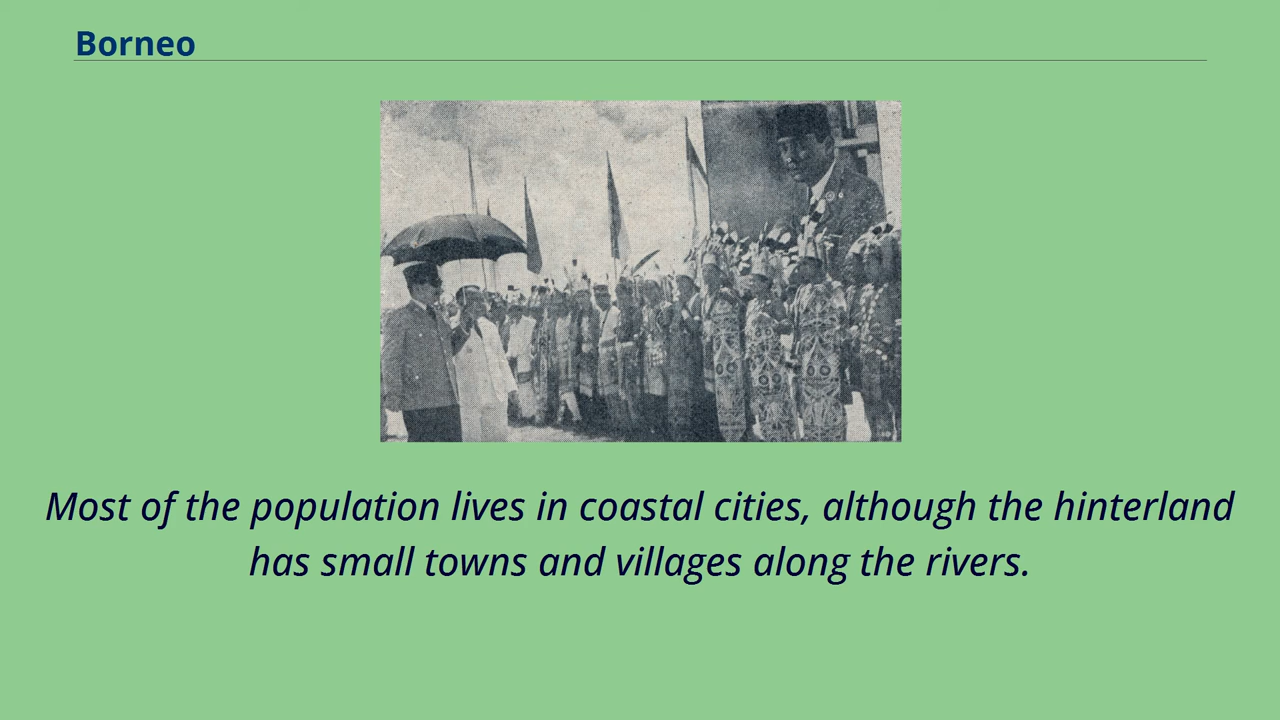 Borneo
Most of the population lives in coastal cities, although the hinterland
has small towns and villages along the rivers.